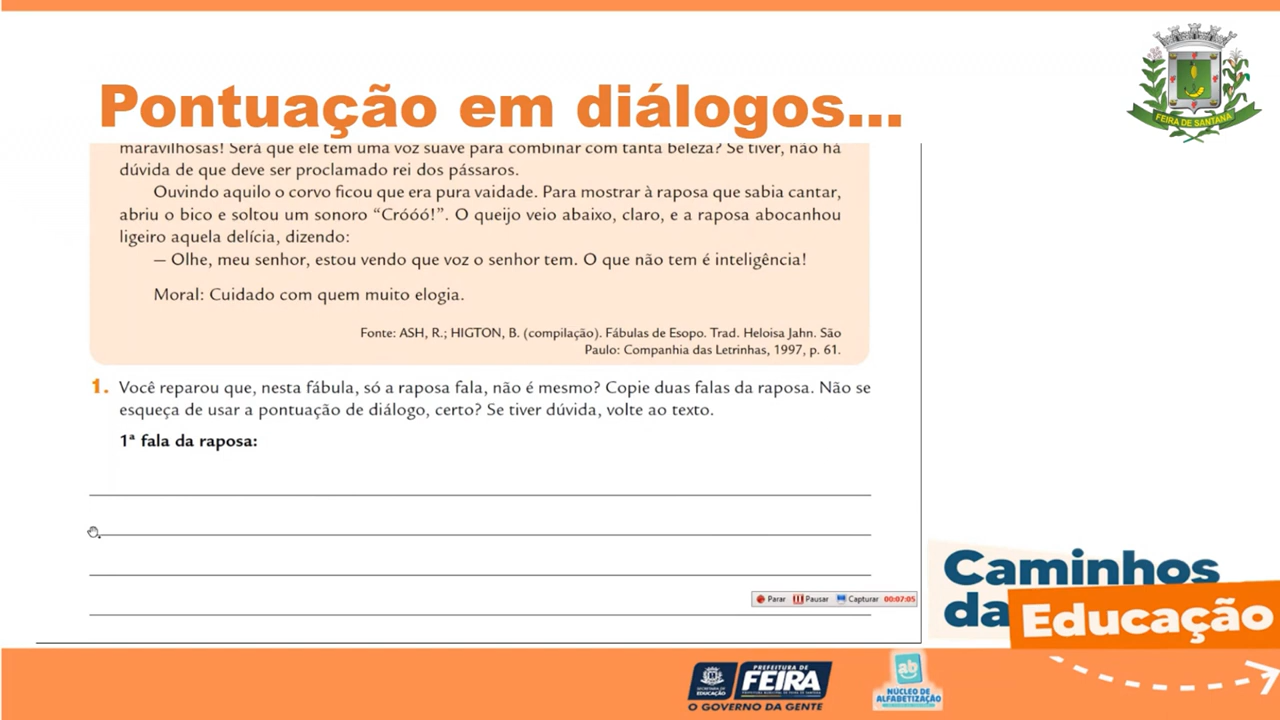 FEIRA DE SANTANA
Pontuação em diálogos...
maravilhosas! Será que ele tem uma voz suave para combinar com tanta beleza? Se tiver, não há
dúvida de que deve ser proclamado rei dos pássaros.
Ouvindo aquilo o corvo ficou que era pura vaidade. Para mostrar à raposa que sabia cantar,
abriu o bico e soltou um sonoro “Cróóó!”. O queijo veio abaixo, claro, e a raposa abocanhou
ligeiro aquela delícia, dizendo:
— Olhe, meu senhor, estou vendo que voz o senhor tem. O que não tem é inteligência!
Moral: Cuidado com quem muito elogia.
Fonte: ASH, R.; HIGTON, B. (compilação). Fábulas de Esopo. Trad. Heloisa Jahn. São
Paulo: Companhia das Letrinhas, 1997, p. 61.
1. Você reparou que, nesta fábula, só a raposa fala, não é mesmo? Copie duas falas da raposa. Não se
esqueça de usar a pontuação de diálogo, certo? Se tiver dúvida, volte ao texto.
1ª fala da raposa:
Parar Pausar Capturar 00:07:05
Caminhos
da Educação
SECRETARIA DE
EDUCAÇÃO
PREFEITURA DE
FEIRA
O GOVERNO DA GENTE
ab
NÚCLEO DE
ALFABETIZAÇÃO